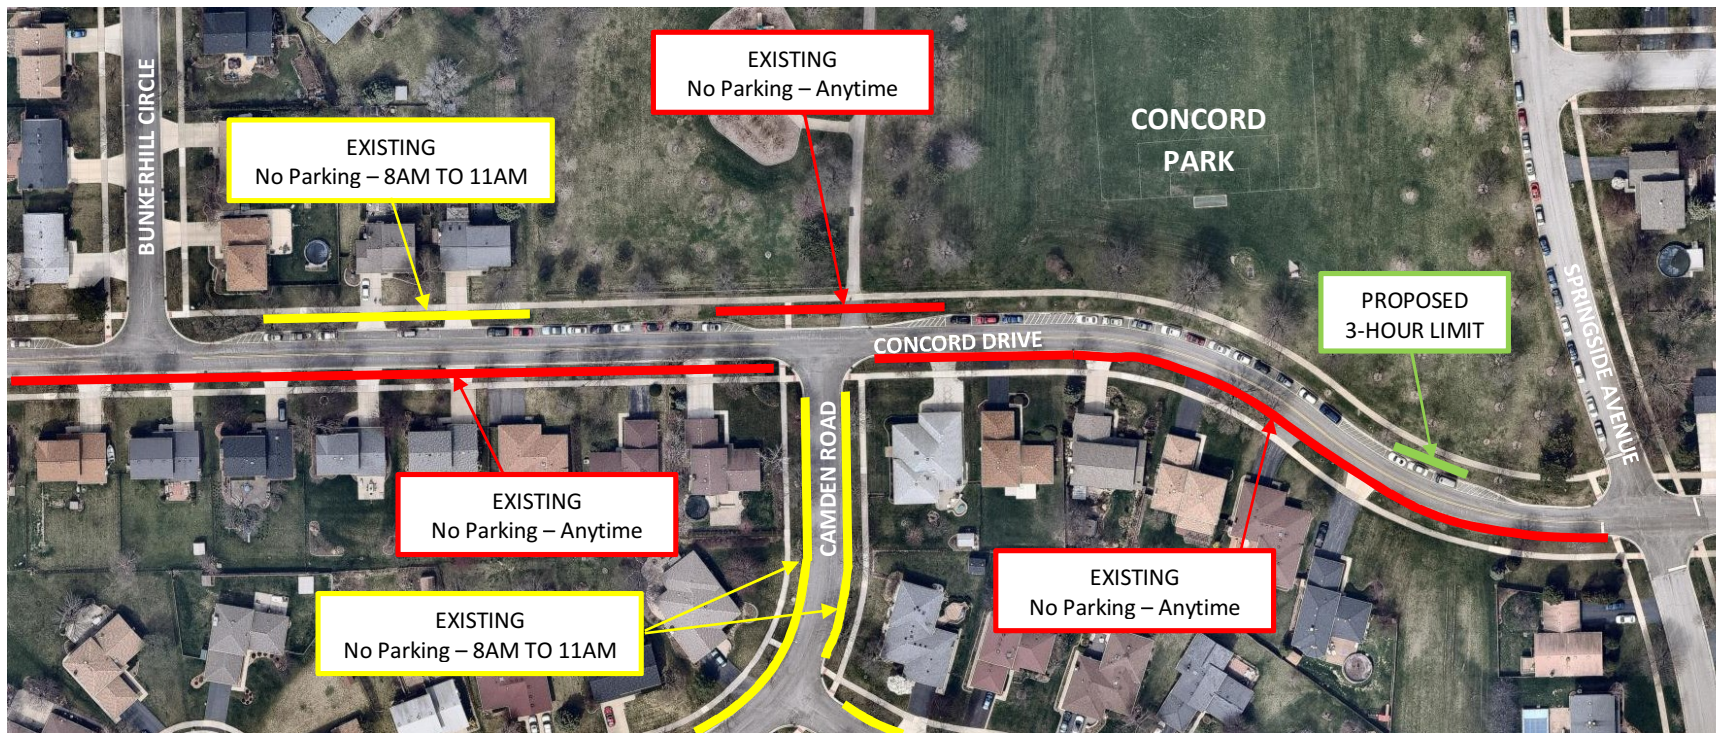 EXISTING
No Parking – Anytime
BUNKERHILL CIRCLE
CONCORD
PARK
EXISTING
No Parking – 8AM TO 11AM
SPRINGSIDE AVENUE
PROPOSED
3-HOUR LIMIT
CONCORD DRIVE
CAMDEN ROAD
EXISTING
No Parking – Anytime
EXISTING
No Parking – Anytime
EXISTING
No Parking – 8AM TO 11AM